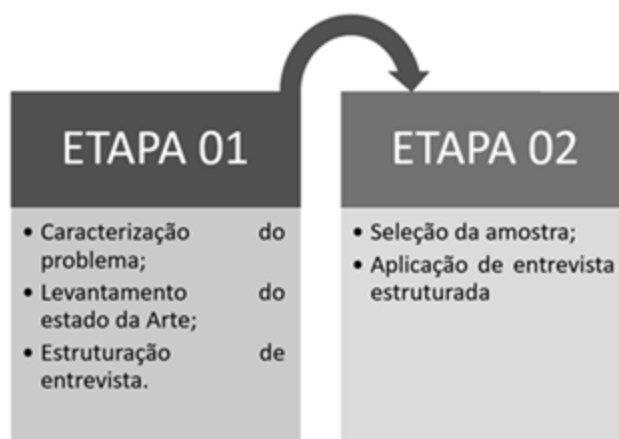 ETAPA 01
• Caracterização do
problema;
• Levantamento do
estado da Arte;
• Estruturação de
entrevista.
ETAPA 02
• Seleção da amostra;
• Aplicação de entrevista
estruturada